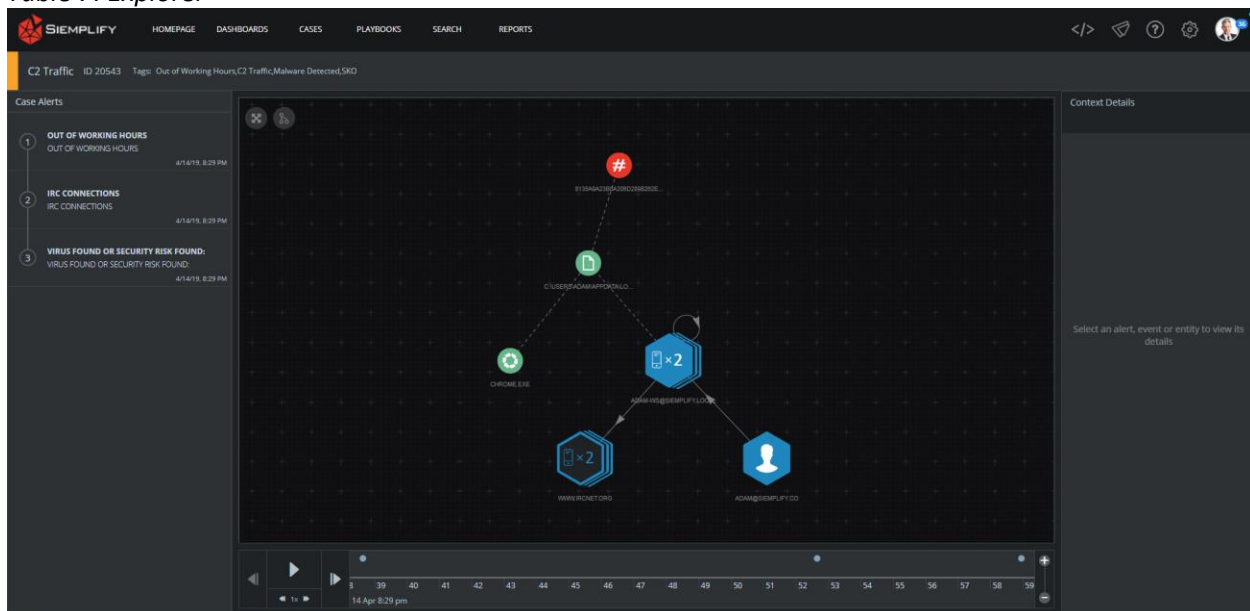 SIEMPLIFY
HOMEPAGE DASHBOARDS CASES PLAYBOOKS SEARCH REPORTS
</> ? 36
C2 Traffic ID 20543 Tags: Out of Working Hours,C2 Traffic,Malware Detected,SKO
Case Alerts
1 OUT OF WORKING HOURS
OUT OF WORKING HOURS
4/14/19, 8:29 PM
2 IRC CONNECTIONS
IRC CONNECTIONS
4/14/19, 8:29 PM
3 VIRUS FOUND OR SECURITY RISK FOUND:
VIRUS FOUND OR SECURITY RISK FOUND:
4/14/19, 8:29 PM
#
×2
CHROME.EXE
×2
WWW.IRCNET.ORG
ADAM@SIEMPLIFY.CO
39 40 41 42 43 44 45 46 47 48 49 50 51 52 53 54 55 56 57 58 59
1x 14 Apr 8:29 pm
Context Details
Select an alert, event or entity to view its
details